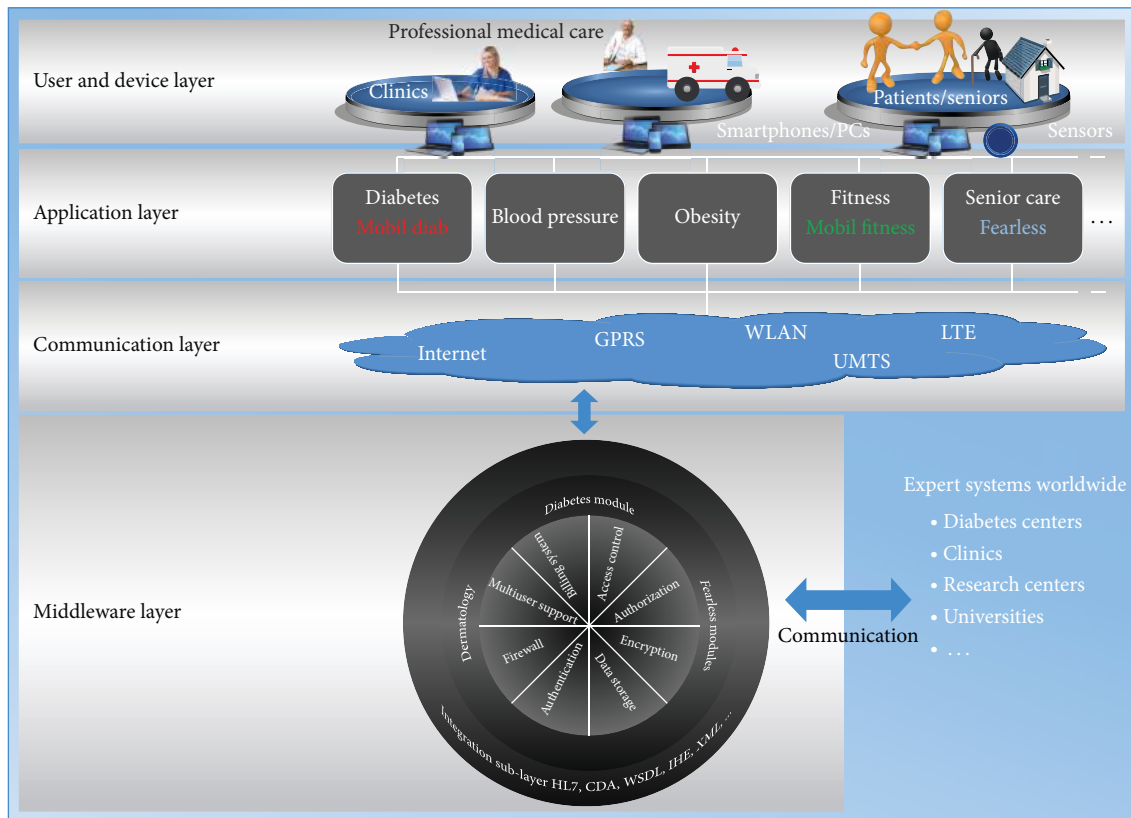 Professional medical care
User and device layer
Clinics
Patients/seniors
Smartphones/PCs
Sensors
Application layer
Diabetes
Mobil diab
Blood pressure
Obesity
Fitness
Mobil fitness
Senior care
Fearless
...
Communication layer
Internet
GPRS
WLAN
UMTS
LTE
Middleware layer
Diabetes module
Dermatology
Fearless modules
Billing system
Access control
Multiuser support
Authorization
Firewall
Encryption
Authentication
Data storage
Integration sub-layer HL7, CDA, WSDL, IHE, XML, ...
Communication
Expert systems worldwide
• Diabetes centers
• Clinics
• Research centers
• Universities
• ...